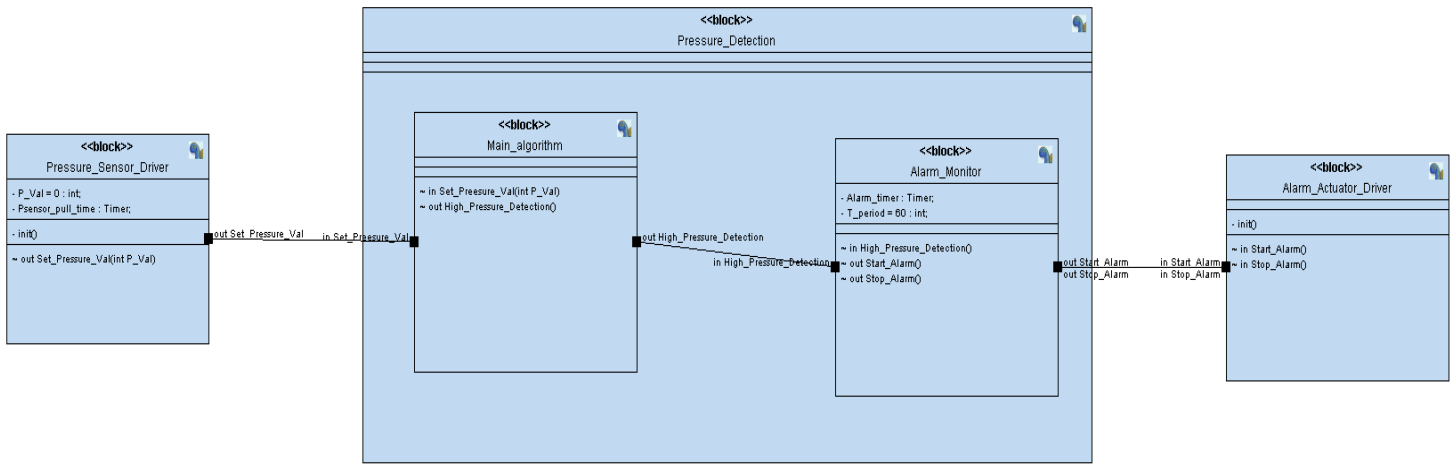 <<block>>
Pressure_Detection
<<block>>
Pressure_Sensor_Driver
- P_Val = 0 : int;
- Psensor_pull_time : Timer;
- init()
~ out Set_Pressure_Val(int P_Val)
out Set_Pressure_Val
in Set_Preesure_Val
<<block>>
Main_algorithm
~ in Set_Preesure_Val(int P_Val)
~ out High_Pressure_Detection()
out High_Pressure_Detection
in High_Pressure_Detection
<<block>>
Alarm_Monitor
- Alarm_timer : Timer;
- T_period = 60 : int;
~ in High_Pressure_Detection()
~ out Start_Alarm()
~ out Stop_Alarm()
out Start_Alarm
out Stop_Alarm
in Start_Alarm
in Stop_Alarm
<<block>>
Alarm_Actuator_Driver
- init()
~ in Start_Alarm()
~ in Stop_Alarm()